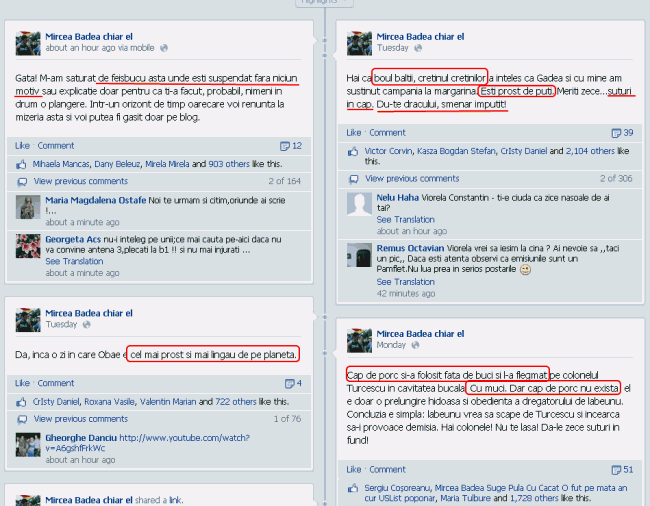 Highlights
Mircea Badea chiar el
about an hour ago via mobile
Gata! M-am saturat de feisbucu asta unde esti suspendat fara niciun
motiv sau explicatie doar pentru ca ti-a facut, probabil, nimeni in
drum o plangere. Intr-un orizont de timp oarecare voi renunta la
mizeria asta si voi putea fi gasit doar pe blog.
Like · Comment 12
Mihaela Mancas, Dany Beleuz, Mirela Mirela and 903 others like this.
View previous comments 2 of 164
Maria Magdalena Ostafe Noi te urmam si citim,oriunde ai scrie
!...
about a minute ago
Georgeta Acs nu-i inteleg pe unii;ce mai cauta pe-aici daca nu
va convine antena 3,plecati la b1 !! si nu mai injurati ...
See Translation
about a minute ago
Mircea Badea chiar el
Tuesday
Da, inca o zi in care Obae e cel mai prost si mai lingau de pe planeta.
Like · Comment 4
CrIsty Daniel, Roxana Vasile, Valentin Marian and 722 others like this.
View previous comments 1 of 76
Gheorghe Danciu http://www.youtube.com/watch?
v=A6gshfFrkWc
about an hour ago
Mircea Badea chiar el shared a link.
Mircea Badea chiar el
Tuesday
Hai ca boul baltii, cretinul cretinilor a inteles ca Gadea si cu mine am
sustinut campania la margarina. Esti prost de puti. Meriti zece...suturi
in cap. Du-te dracului, smenar imputit!
Like · Comment 39
Victor Corvin, Kasza Bogdan Stefan, CrIsty Daniel and 2,104 others like
this.
View previous comments 2 of 306
Nelu Haha Viorela Constantin - ti-e ciuda ca zice nasoale de al
tai?
See Translation
about an hour ago
Remus Octavian Viorela vrei sa iesim la cina ? Ai nevoie sa ,,taci
un pic,, Daca esti atenta observi ca emisiunile sunt un
Pamflet.Nu lua prea in serios postarile
See Translation
42 minutes ago
Mircea Badea chiar el
Monday
Cap de porc si-a folosit fata de buci si l-a flegmat pe colonelul
Turcescu in cavitatea bucala. Cu muci. Dar cap de porc nu exista, el
e doar o prelungire hidoasa si obedienta a dregatorului de labeunu.
Concluzia e simpla: labeunu vrea sa scape de Turcescu si incearca
sa-i provoace demisia. Hai colonele! Nu te lasa! Da-le zece suturi in
fund!
Like · Comment 51
Sergiu Coşoreanu, Mircea Badea Suge Pula Cu Cacat O fut pe mata an
cur USList poponar, Maria Tulbure and 1,728 others like this.